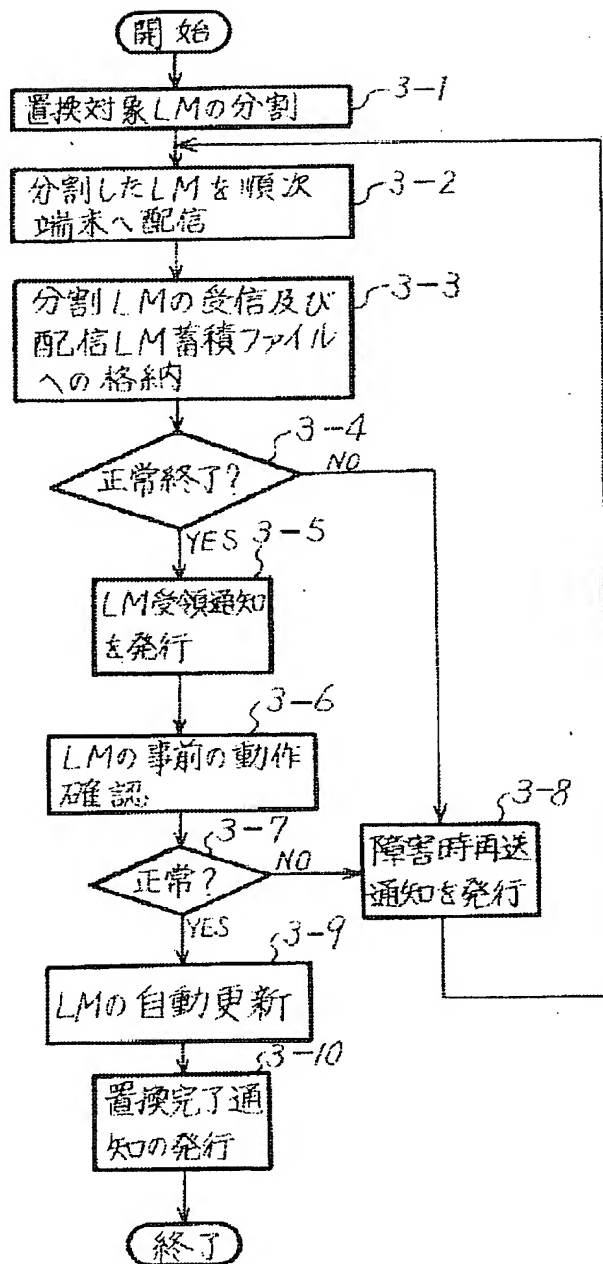 開始
置換対象LMの分割
3-1
分割したLMを順次
端末へ配信
3-2
分割LMの受信及び
配信LM蓄積ファイル
への格納
3-3
正常終了?
3-4
NO
YES
3-5
LM受領通知
を発行
3-6
LMの事前の動作
確認
3-7
正常?
NO
3-8
障害時再送
通知を発行
YES
3-9
LMの自動更新
3-10
置換完了通
知の発行
終了